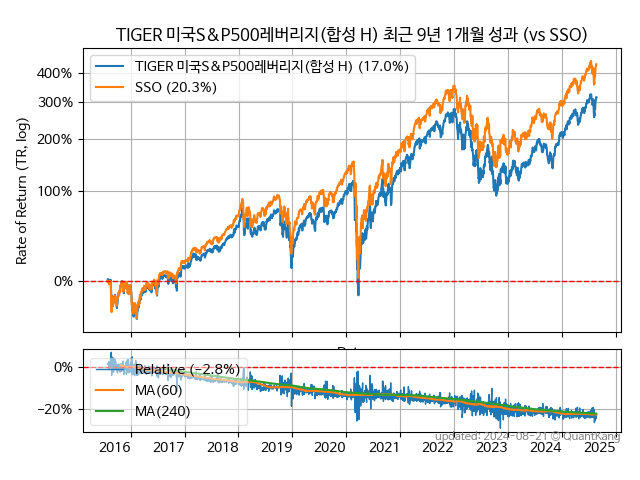 TIGER 미국S&P500레버리지(합성 H) 최근 9년 1개월 성과 (vs SSO)
TIGER 미국S&P500레버리지(합성 H) (17.0%)
SSO (20.3%)
Rate of Return (TR, log)
400%
300%
200%
100%
0%
Relative (−2.8%)
MA(60)
MA(240)
0%
−20%
updated: 2024-08-21 © QuantKang
2016 2017 2018 2019 2020 2021 2022 2023 2024 2025